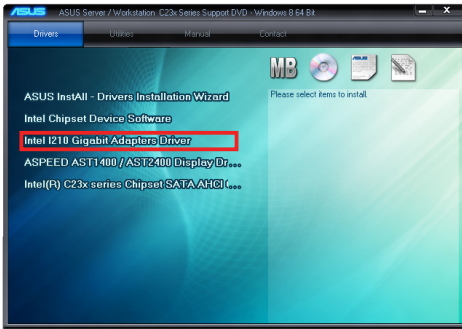 ASUS ASUS Server / Workstation C23x Series Support DVD - Windows 8 64 Bit
Drivers Utilities Manual Contact
MB
Please select items to install.
ASUS InstAll - Drivers Installation Wizard
Intel Chipset Device Software
Intel I210 Gigabit Adapters Driver
ASPEED AST1400 / AST2400 Display Dr...
Intel(R) C23x series Chipset SATA AHCI (...